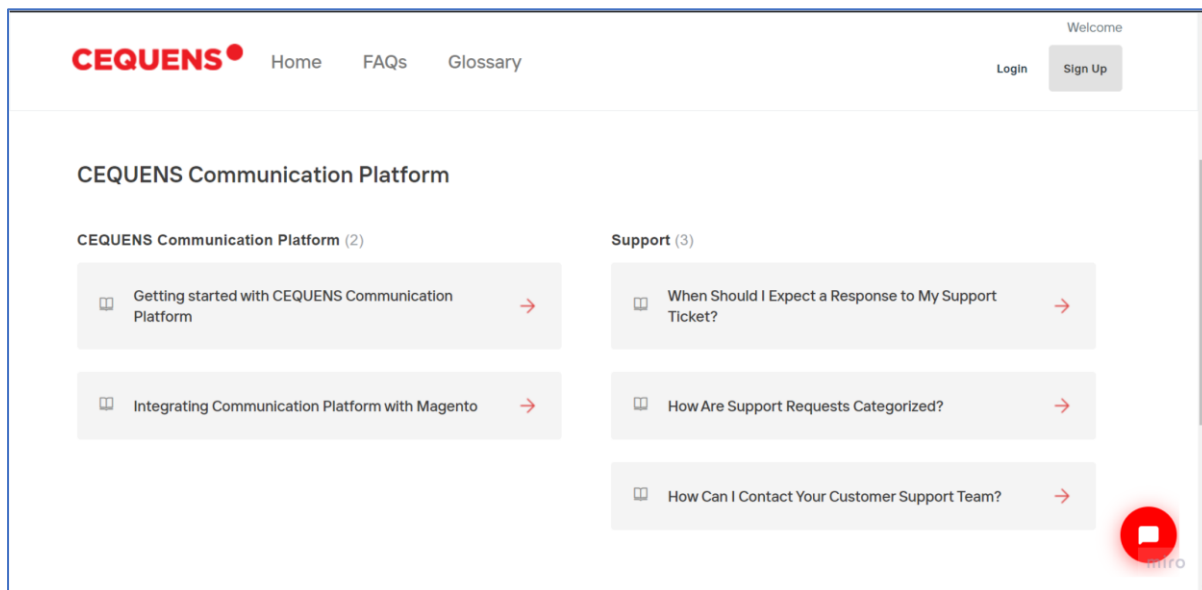 Welcome
CEQUENS
Home
FAQs
Glossary
Login
Sign Up
CEQUENS Communication Platform
CEQUENS Communication Platform (2)
Getting started with CEQUENS Communication
Platform
Integrating Communication Platform with Magento
Support (3)
When Should I Expect a Response to My Support
Ticket?
How Are Support Requests Categorized?
How Can I Contact Your Customer Support Team?
miro